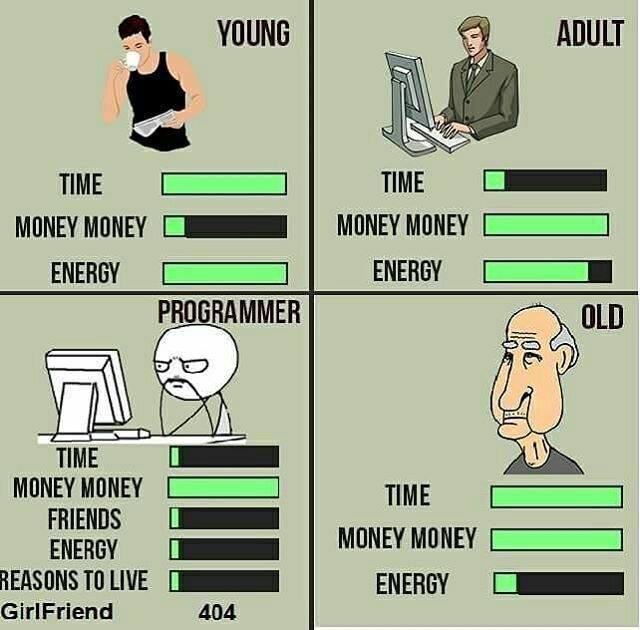 YOUNG
TIME
MONEY MONEY
ENERGY
ADULT
TIME
MONEY MONEY
ENERGY
PROGRAMMER
TIME
MONEY MONEY
FRIENDS
ENERGY
REASONS TO LIVE
GirlFriend 404
OLD
TIME
MONEY MONEY
ENERGY